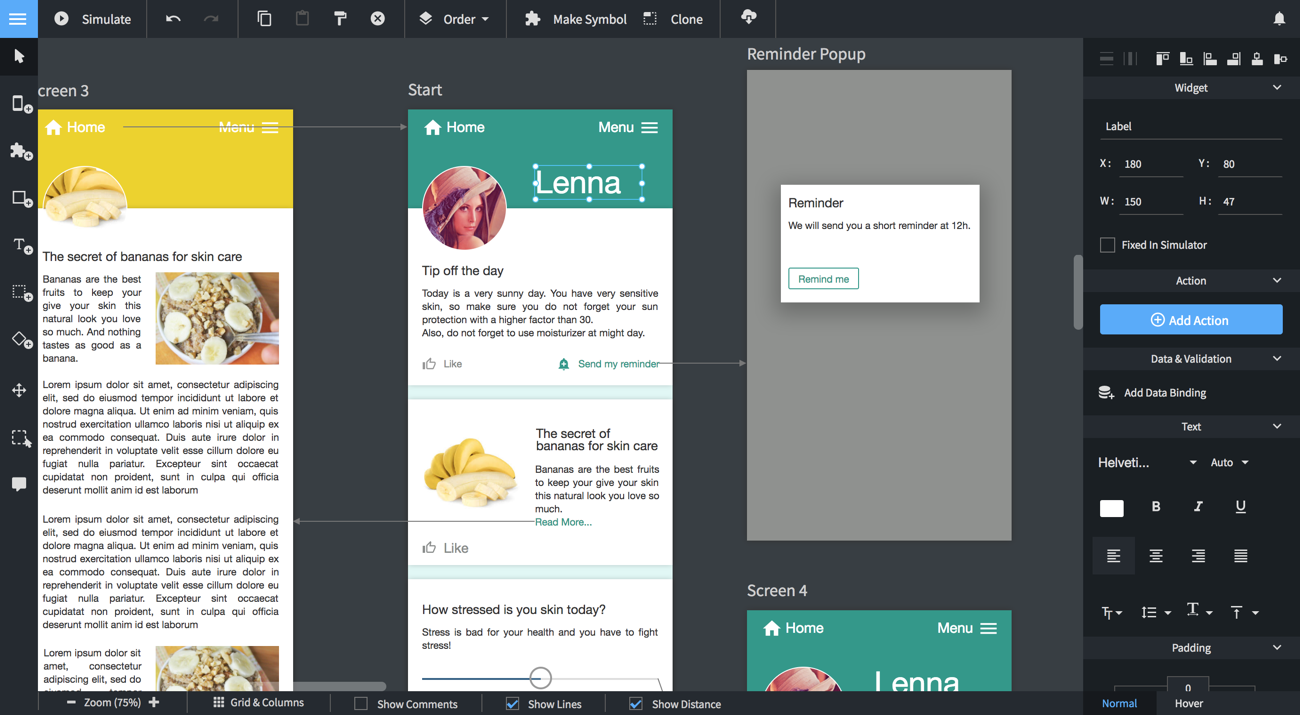 Simulate
Order
Make Symbol
Clone
creen 3
Home
Menu
The secret of bananas for skin care
Bananas are the best
fruits to keep your
give your skin this
natural look you love
so much. And nothing
tastes as good as a
banana.
Lorem ipsum dolor sit amet, consectetur adipiscing
elit, sed do eiusmod tempor incididunt ut labore et
dolore magna aliqua. Ut enim ad minim veniam, quis
nostrud exercitation ullamco laboris nisi ut aliquip ex
ea commodo consequat. Duis aute irure dolor in
reprehenderit in voluptate velit esse cillum dolore eu
fugiat nulla pariatur. Excepteur sint occaecat
cupidatat non proident, sunt in culpa qui officia
deserunt mollit anim id est laborum
Lorem ipsum dolor sit amet, consectetur adipiscing
elit, sed do eiusmod tempor incididunt ut labore et
dolore magna aliqua. Ut enim ad minim veniam, quis
nostrud exercitation ullamco laboris nisi ut aliquip ex
ea commodo consequat. Duis aute irure dolor in
reprehenderit in voluptate velit esse cillum dolore eu
fugiat nulla pariatur. Excepteur sint occaecat
cupidatat non proident, sunt in culpa qui officia
deserunt mollit anim id est laborum
Lorem ipsum dolor sit
amet, consectetur
adipiscing elit, sed do
Start
Home
Menu
Lenna
Tip off the day
Today is a very sunny day. You have very sensitive
skin, so make sure you do not forget your sun
protection with a higher factor than 30.
Also, do not forget to use moisturizer at might day.
Like
Send my reminder
The secret of
bananas for skin care
Bananas are the best fruits
to keep your give your skin
this natural look you love so
much.
Read More...
Like
How stressed is you skin today?
Stress is bad for your health and you have to fight
stress!
Reminder Popup
Reminder
We will send you a short reminder at 12h.
Remind me
Screen 4
Home
Menu
Lenna
Widget
Label
X: 180
Y: 80
W: 150
H: 47
Fixed In Simulator
Action
Add Action
Data & Validation
Add Data Binding
Text
Helveti...
Auto
B
I
U
Padding
0
Normal
Hover
Zoom (75%)
Grid & Columns
Show Comments
Show Lines
Show Distance